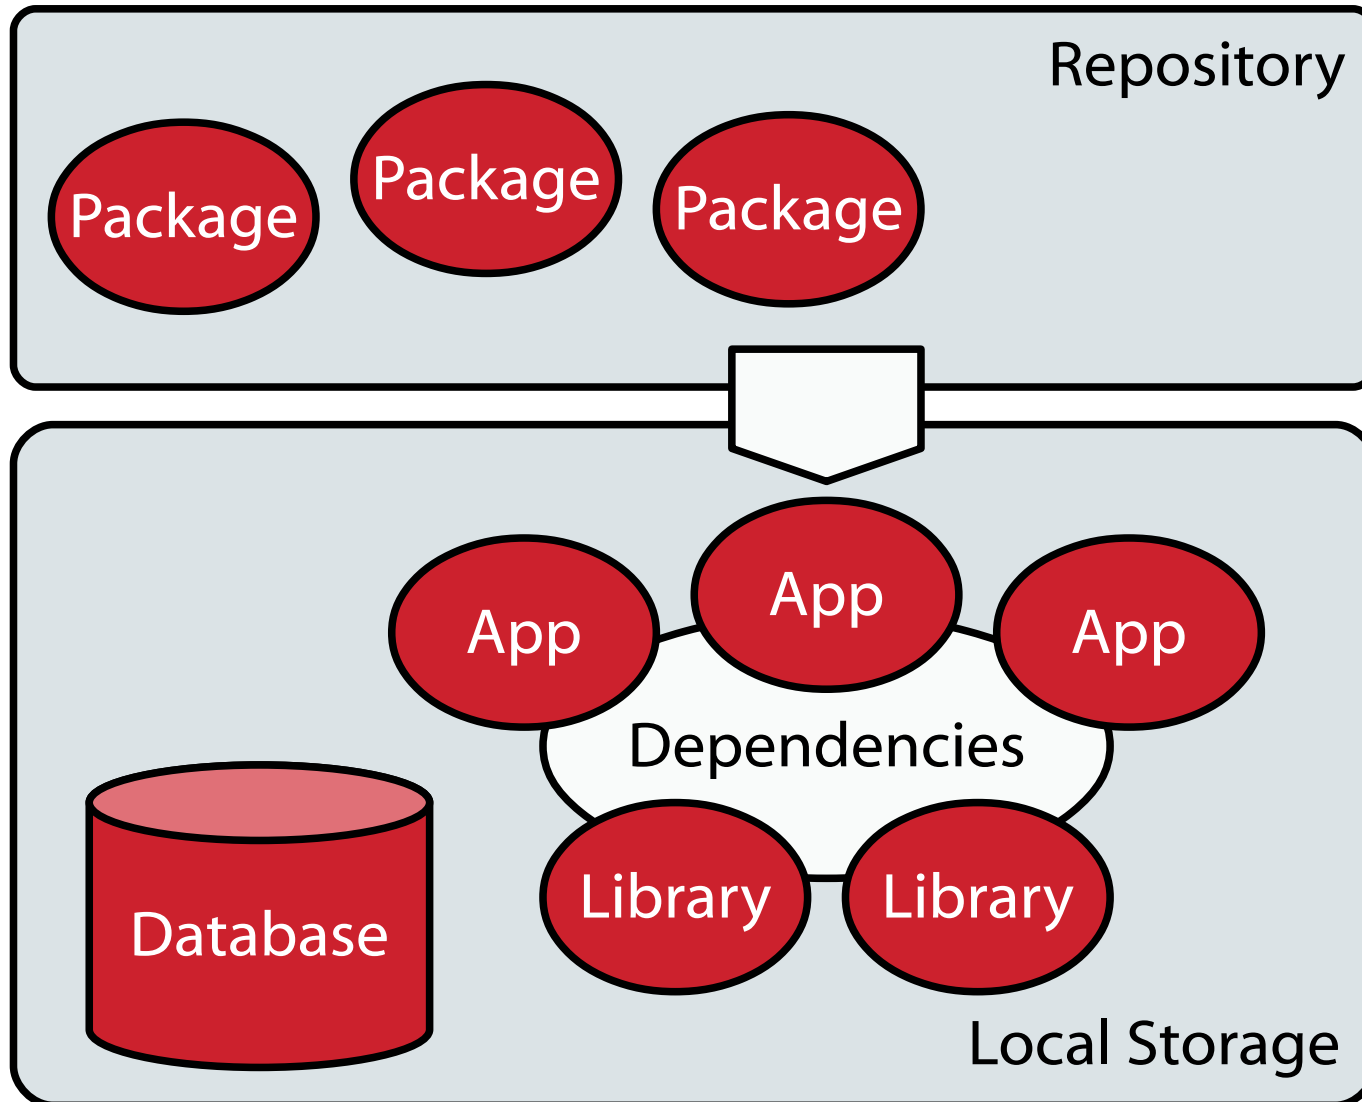 Repository
Package
Package
Package
App
App
App
Dependencies
Library
Library
Database
Local Storage